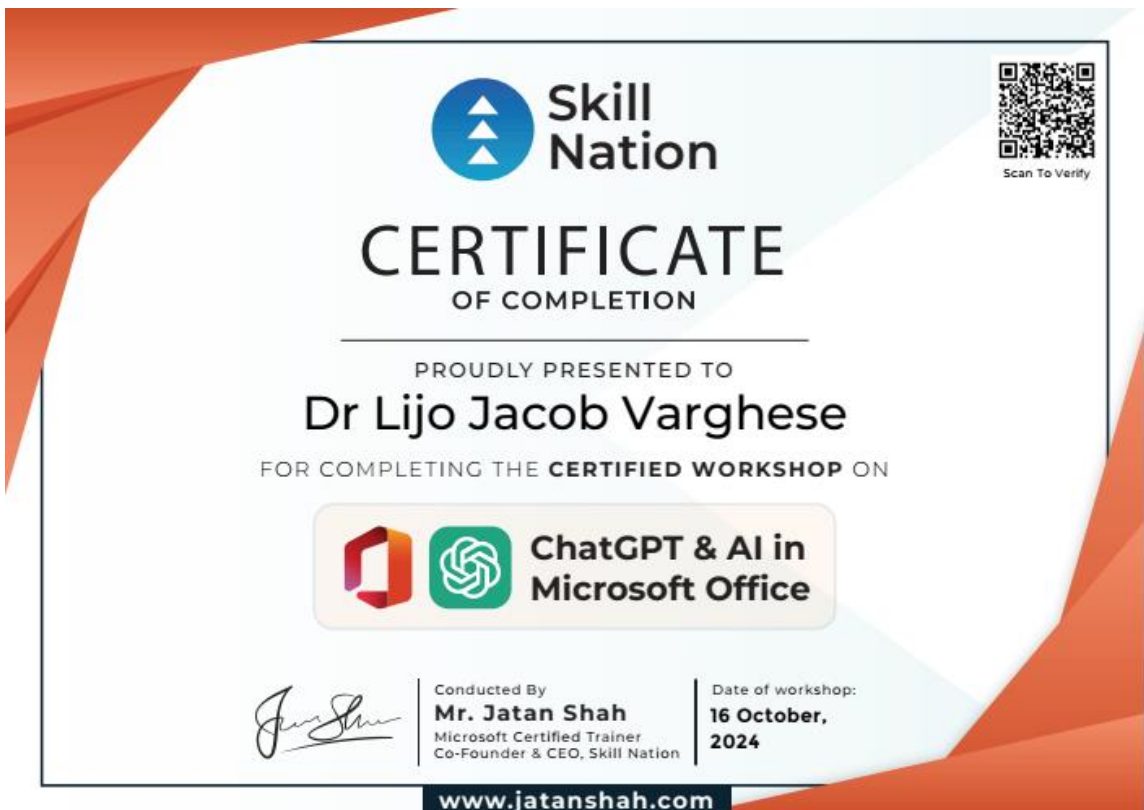 Skill
Nation
Scan To Verify
CERTIFICATE
OF COMPLETION
PROUDLY PRESENTED TO
Dr Lijo Jacob Varghese
FOR COMPLETING THE CERTIFIED WORKSHOP ON
ChatGPT & AI in
Microsoft Office
Conducted By
Mr. Jatan Shah
Microsoft Certified Trainer
Co-Founder & CEO, Skill Nation
Date of workshop:
16 October,
2024
www.jatanshah.com